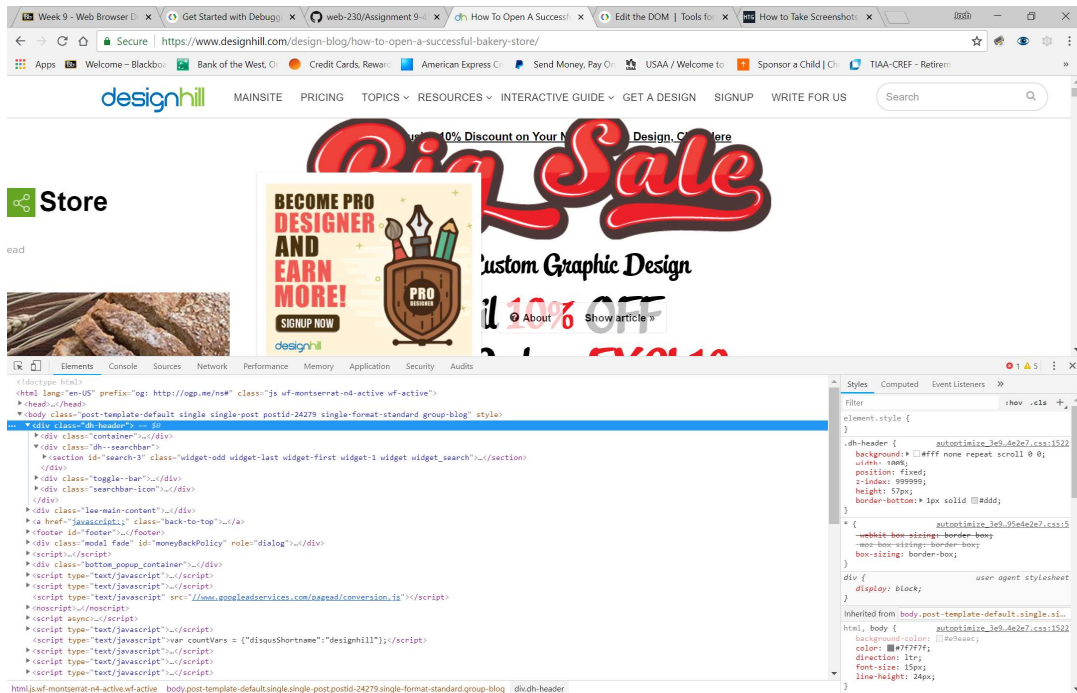 Week 9 - Web Browser D
Get Started with Debugg
web-230/Assignment 9-4
How To Open A Successfu
Edit the DOM | Tools for
How to Take Screenshots
Josh
Secure | https://www.designhill.com/design-blog/how-to-open-a-successful-bakery-store/
Apps
Welcome – Blackboa
Bank of the West, On
Credit Cards, Reward
American Express Cr
Send Money, Pay On
USAA / Welcome to
Sponsor a Child | Ch
TIAA-CREF - Retirem
»
designhill
MAINSITE PRICING TOPICS RESOURCES INTERACTIVE GUIDE GET A DESIGN SIGNUP WRITE FOR US
Search
10% Discount on Your Design,
Big Sale
Store
ead
BECOME PRO
DESIGNER
AND
EARN
MORE!
SIGNUP NOW
PRO
DESIGNER
designhill
Custom Graphic Design
10% OFF
About Show article »
Elements Console Sources Network Performance Memory Application Security Audits
1 5
<!doctype html>
<html lang="en-US" prefix="og: http://ogp.me/ns#" class="js wf-montserrat-n4-active wf-active">
<head>…</head>
<body class="post-template-default single single-post postid-24279 single-format-standard group-blog" style>
<div class="dh-header"> == $0
<div class="container">…</div>
<div class="dh--searchbar">
<section id="search-3" class="widget-odd widget-last widget-first widget-1 widget widget_search">…</section>
</div>
<div class="toggle--bar">…</div>
<div class="searchbar-icon">…</div>
</div>
<div class="lee-main-content">…</div>
<a href="javascript:;" class="back-to-top">…</a>
<footer id="footer">…</footer>
<div class="modal fade" id="moneyBackPolicy" role="dialog">…</div>
<script>…</script>
<div class="bottom_popup_container">…</div>
<script type="text/javascript">…</script>
<script type="text/javascript">…</script>
<script type="text/javascript" src="//www.googleadservices.com/pagead/conversion.js"></script>
<noscript>…</noscript>
<script async>…</script>
<script type="text/javascript">…</script>
<script type="text/javascript">var countVars = {"disqusShortname":"designhill"};</script>
<script type="text/javascript">…</script>
<script type="text/javascript">…</script>
<script type="text/javascript">…</script>
html.js.wf-montserrat-n4-active.wf-active body.post-template-default.single.single-post.postid-24279.single-format-standard.group-blog div.dh-header
Styles Computed Event Listeners »
Filter :hov .cls +
element.style {
}
.dh-header { autoptimize_3e9…4e2e7.css:1522
background: #fff none repeat scroll 0 0;
width: 100%;
position: fixed;
z-index: 999999;
height: 57px;
border-bottom: 1px solid #ddd;
}
* { autoptimize_3e9…95e4e2e7.css:5
-webkit-box-sizing: border-box;
-moz-box-sizing: border-box;
box-sizing: border-box;
}
div { user agent stylesheet
display: block;
}
Inherited from body.post-template-default.single.si…
html, body { autoptimize_3e9…4e2e7.css:1522
background-color: #e9eaec;
color: #7f7f7f;
direction: ltr;
font-size: 15px;
line-height: 24px;
}